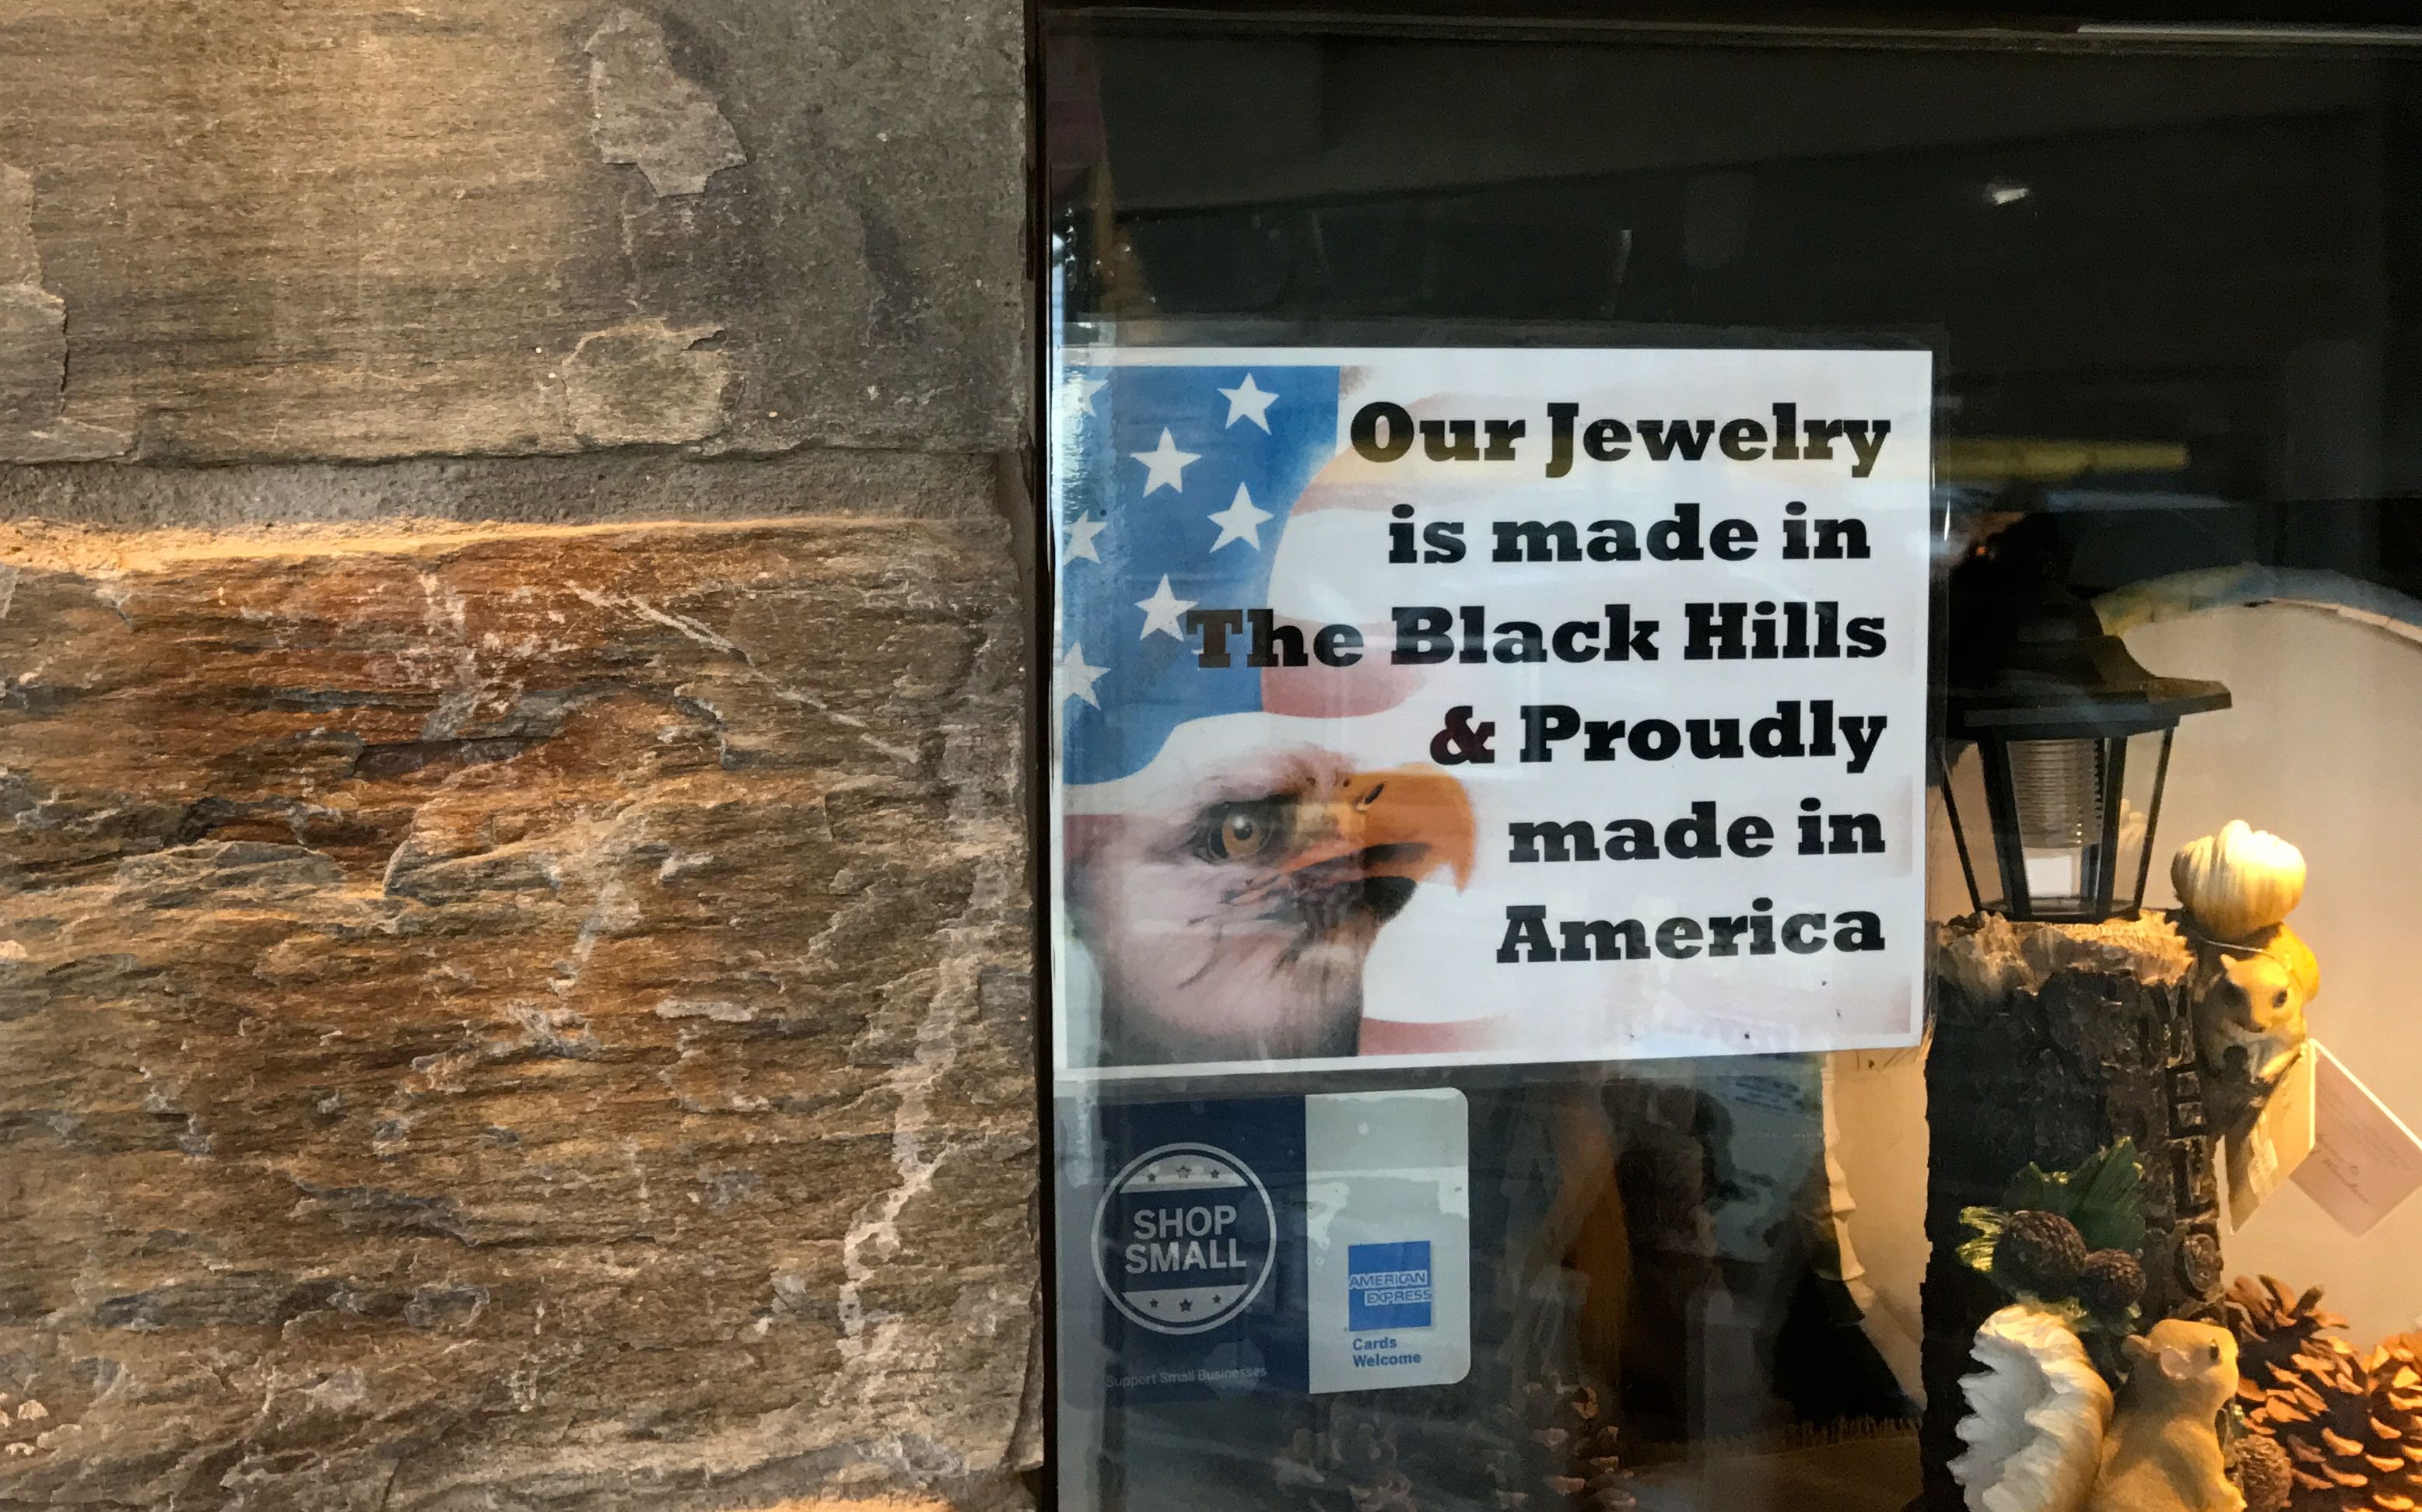 Our Jewelry
is made in
The Black Hills
& Proudly
made in
America
SHOP
SMALL
Support Small Businesses
AMERICAN
EXPRESS
Cards
Welcome